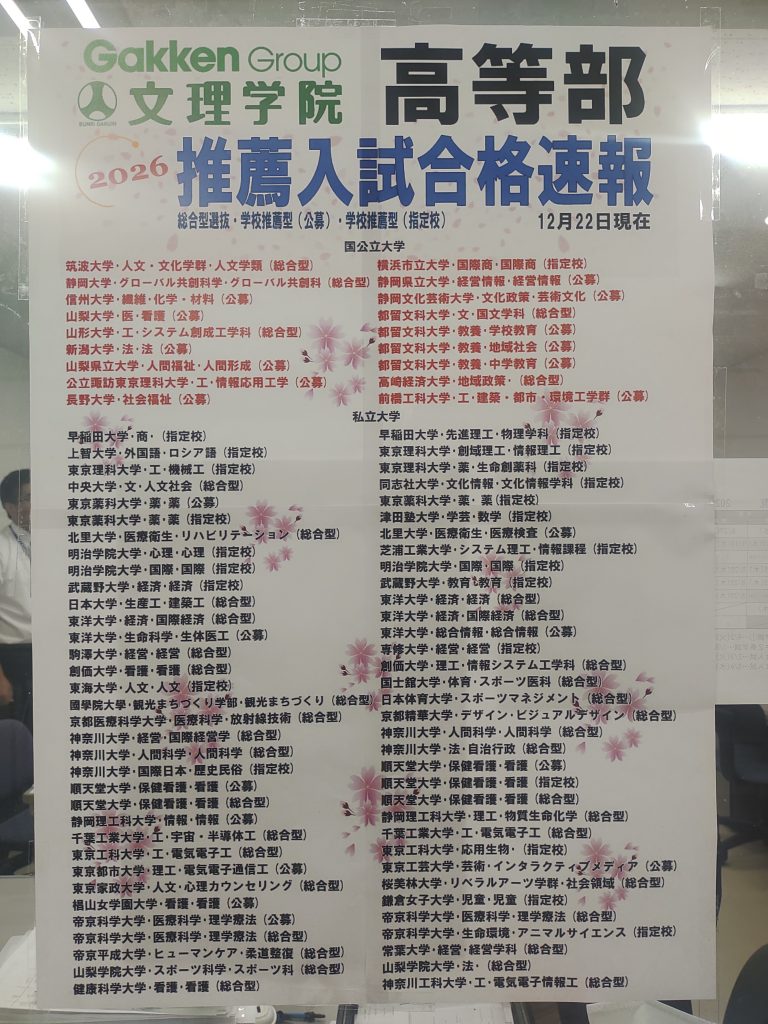 Gakken Group
文理学院
BUNRI GAKUIN
高等部
2026
推薦入試合格速報
総合型選抜・学校推薦型（公募）・学校推薦型（指定校）
12月22日現在
国公立大学
筑波大学・人文・文化学群・人文学類（総合型）
静岡大学・グローバル共創科学・グローバル共創科（総合型）
信州大学・繊維・化学・材料（公募）
山梨大学・医・看護（公募）
山形大学・工・システム創成工学科（総合型）
新潟大学・法・法（公募）
山梨県立大学・人間福祉・人間形成（公募）
公立諏訪東京理科大学・工・情報応用工学（公募）
長野大学・社会福祉（公募）
横浜市立大学・国際商・国際商（指定校）
静岡県立大学・経営情報・経営情報（公募）
静岡文化芸術大学・文化政策・芸術文化（公募）
都留文科大学・文・国文学科（総合型）
都留文科大学・教養・学校教育（公募）
都留文科大学・教養・地域社会（公募）
都留文科大学・教養・中学教育（公募）
高崎経済大学・地域政策・（総合型）
前橋工科大学・工・建築・都市・環境工学群（公募）
私立大学
早稲田大学・商・（指定校）
上智大学・外国語・ロシア語（指定校）
東京理科大学・工・機械工（指定校）
中央大学・文・人文社会（総合型）
東京薬科大学・薬・薬（公募）
東京薬科大学・薬・薬（指定校）
北里大学・医療衛生・リハビリテーション（総合型）
明治学院大学・心理・心理（指定校）
明治学院大学・国際・国際（指定校）
武蔵野大学・経済・経済（指定校）
日本大学・生産工・建築工（総合型）
東洋大学・経済・国際経済（総合型）
東洋大学・生命科学・生体医工（公募）
駒澤大学・経営・経営（総合型）
創価大学・看護・看護（総合型）
東海大学・人文・人文（指定校）
國學院大學・観光まちづくり学部・観光まちづくり（総合型）
京都医療科学大学・医療科学・放射線技術（総合型）
神奈川大学・経営・国際経営学（総合型）
神奈川大学・人間科学・人間科学（総合型）
神奈川大学・国際日本・歴史民俗（指定校）
順天堂大学・保健看護・看護（公募）
順天堂大学・保健看護・看護（総合型）
静岡理工科大学・情報・情報（公募）
千葉工業大学・工・宇宙・半導体工（総合型）
東京工科大学・工・電気電子工（総合型）
東京都市大学・理工・電気電子通信工（公募）
東京家政大学・人文・心理カウンセリング（総合型）
椙山女学園大学・看護・看護（公募）
帝京科学大学・医療科学・理学療法（公募）
帝京科学大学・医療科学・理学療法（総合型）
帝京平成大学・ヒューマンケア・柔道整復（総合型）
山梨学院大学・スポーツ科学・スポーツ科（総合型）
健康科学大学・看護・看護（総合型）
早稲田大学・先進理工・物理学科（指定校）
東京理科大学・創域理工・情報理工（指定校）
東京理科大学・薬・生命創薬科（指定校）
同志社大学・文化情報・文化情報学科（指定校）
東京薬科大学・薬・薬（指定校）
津田塾大学・学芸・数学（指定校）
北里大学・医療衛生・医療検査（公募）
芝浦工業大学・システム理工・情報課程（指定校）
明治学院大学・国際・国際（指定校）
武蔵野大学・教育・教育（指定校）
東洋大学・経済・経済（総合型）
東洋大学・経済・国際経済（総合型）
東洋大学・総合情報・総合情報（公募）
専修大学・経営・経営（指定校）
創価大学・理工・情報システム工学科（総合型）
国士舘大学・体育・スポーツ医科（総合型）
日本体育大学・スポーツマネジメント（総合型）
京都精華大学・デザイン・ビジュアルデザイン（総合型）
神奈川大学・人間科学・人間科学（総合型）
神奈川大学・法・自治行政（総合型）
順天堂大学・保健看護・看護（公募）
順天堂大学・保健看護・看護（指定校）
順天堂大学・保健看護・看護（総合型）
静岡理工科大学・理工・物質生命化学（総合型）
千葉工業大学・工・電気電子工（総合型）
東京工科大学・応用生物・（指定校）
東京工芸大学・芸術・インタラクティブメディア（公募）
桜美林大学・リベラルアーツ学群・社会領域（総合型）
鎌倉女子大学・児童・児童（指定校）
帝京科学大学・医療科学・理学療法（総合型）
帝京科学大学・生命環境・アニマルサイエンス（指定校）
常葉大学・経営・経営学科（総合型）
山梨学院大学・法・（総合型）
神奈川工科大学・工・電気電子情報工（総合型）